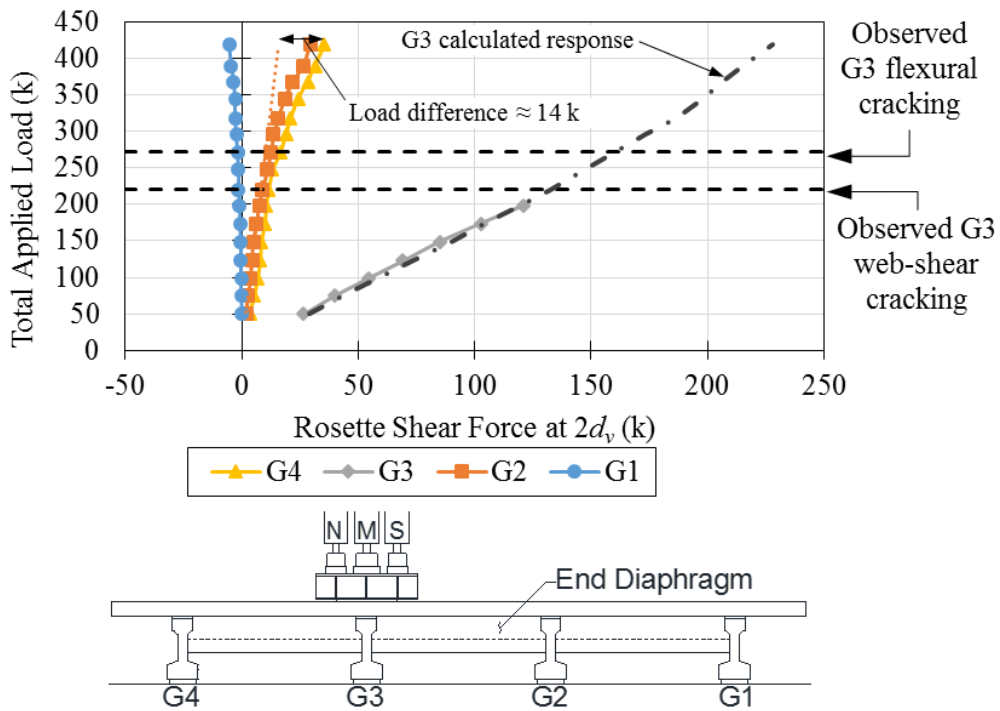 450
400
350
300
250
200
150
100
50
0
Total Applied Load (k)
-50 0 50 100 150 200 250
Rosette Shear Force at 2dv (k)
G3 calculated response
Load difference ≈ 14 k
Observed
G3 flexural
cracking
Observed G3
web-shear
cracking
G4 G3 G2 G1
N M S
End Diaphragm
G4 G3 G2 G1